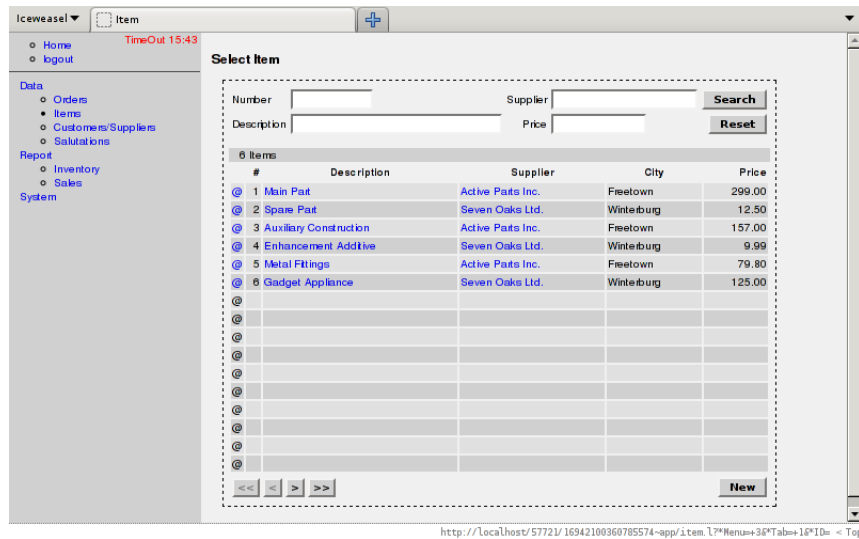 Iceweasel Item
TimeOut 15:43
Home
logout
Data
Orders
Items
Customers/Suppliers
Salutations
Report
Inventory
Sales
System
Select Item
Number Supplier Search
Description Price Reset
6 Items
# Description Supplier City Price
@ 1 Main Part Active Parts Inc. Freetown 299.00
@ 2 Spare Part Seven Oaks Ltd. Winterburg 12.50
@ 3 Auxiliary Construction Active Parts Inc. Freetown 157.00
@ 4 Enhancement Additive Seven Oaks Ltd. Winterburg 9.99
@ 5 Metal Fittings Active Parts Inc. Freetown 79.80
@ 6 Gadget Appliance Seven Oaks Ltd. Winterburg 125.00
@
@
@
@
@
@
@
@
@
@
<< < > >> New
http://localhost/57721/16942100360785574~app/item.l?*Menu=+3&*Tab=+1&*ID= < Top